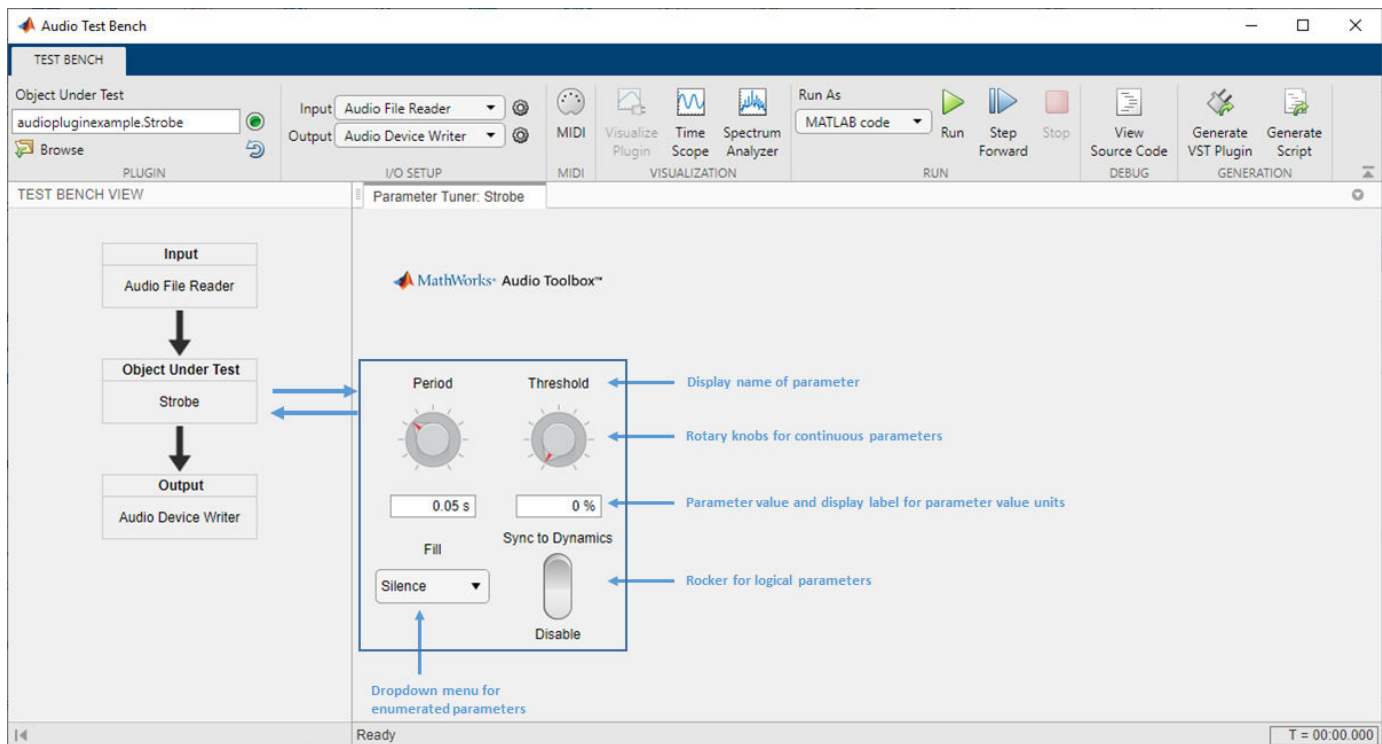 Audio Test Bench
TEST BENCH
Object Under Test
audiopluginexample.Strobe
Browse
PLUGIN
Input Audio File Reader
Output Audio Device Writer
I/O SETUP
MIDI
MIDI
Visualize Plugin
Time Scope
Spectrum Analyzer
VISUALIZATION
Run As
MATLAB code
Run
Step Forward
Stop
RUN
View Source Code
DEBUG
Generate VST Plugin
Generate Script
GENERATION
TEST BENCH VIEW
Parameter Tuner: Strobe
Input
Audio File Reader
Object Under Test
Strobe
Output
Audio Device Writer
MathWorks® Audio Toolbox™
Period
Threshold
Display name of parameter
Rotary knobs for continuous parameters
0.05 s
0 %
Parameter value and display label for parameter value units
Fill
Sync to Dynamics
Silence
Rocker for logical parameters
Disable
Dropdown menu for
enumerated parameters
Ready
T = 00:00.000